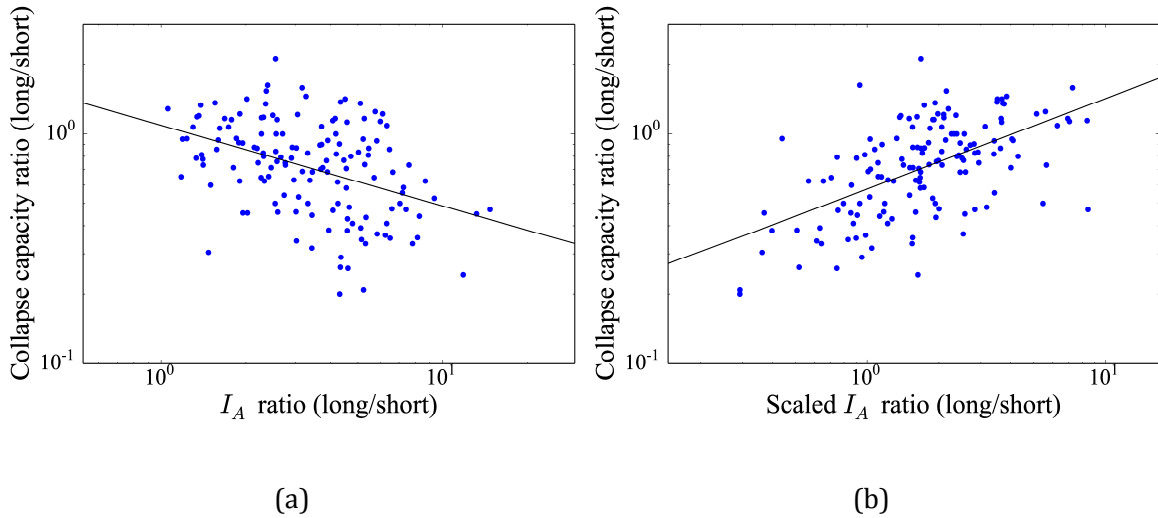 Collapse capacity ratio (long/short)
10^0
10^-1
10^0
10^1
I_A ratio (long/short)
(a)
Collapse capacity ratio (long/short)
10^0
10^-1
10^0
10^1
Scaled I_A ratio (long/short)
(b)